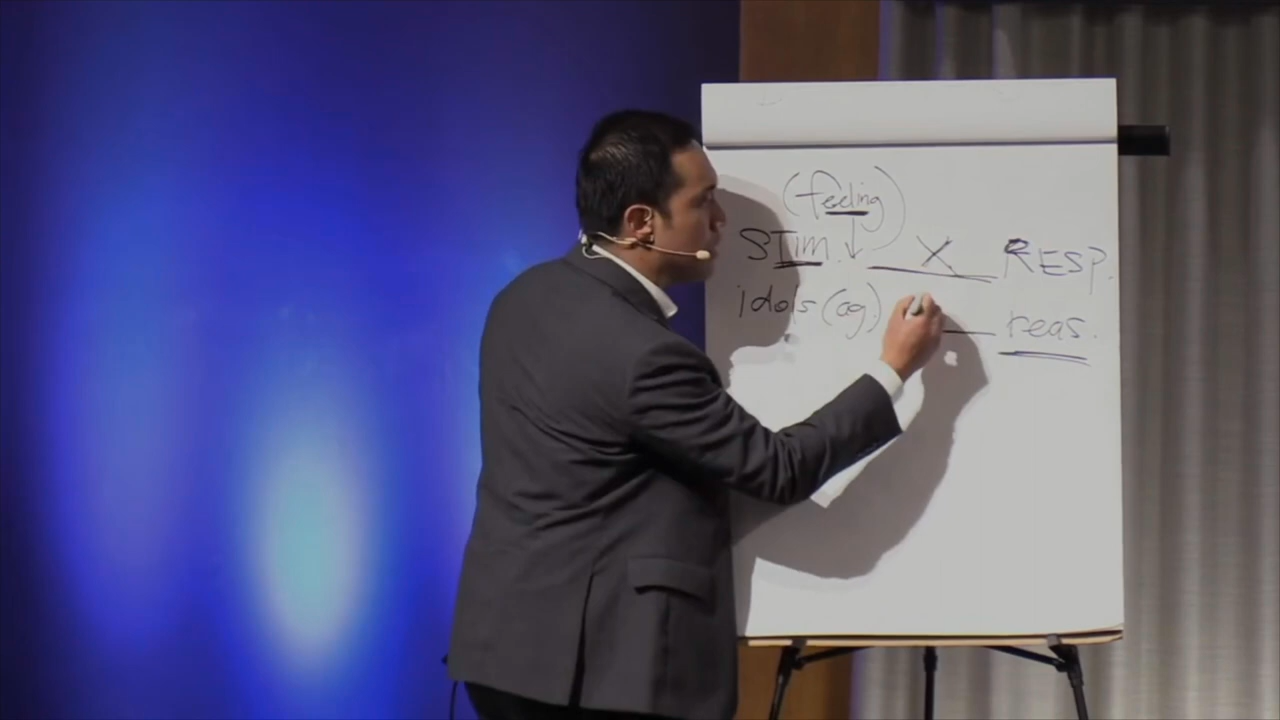 (feeling)
STIM. X RESP.
idols (ag.) reas.